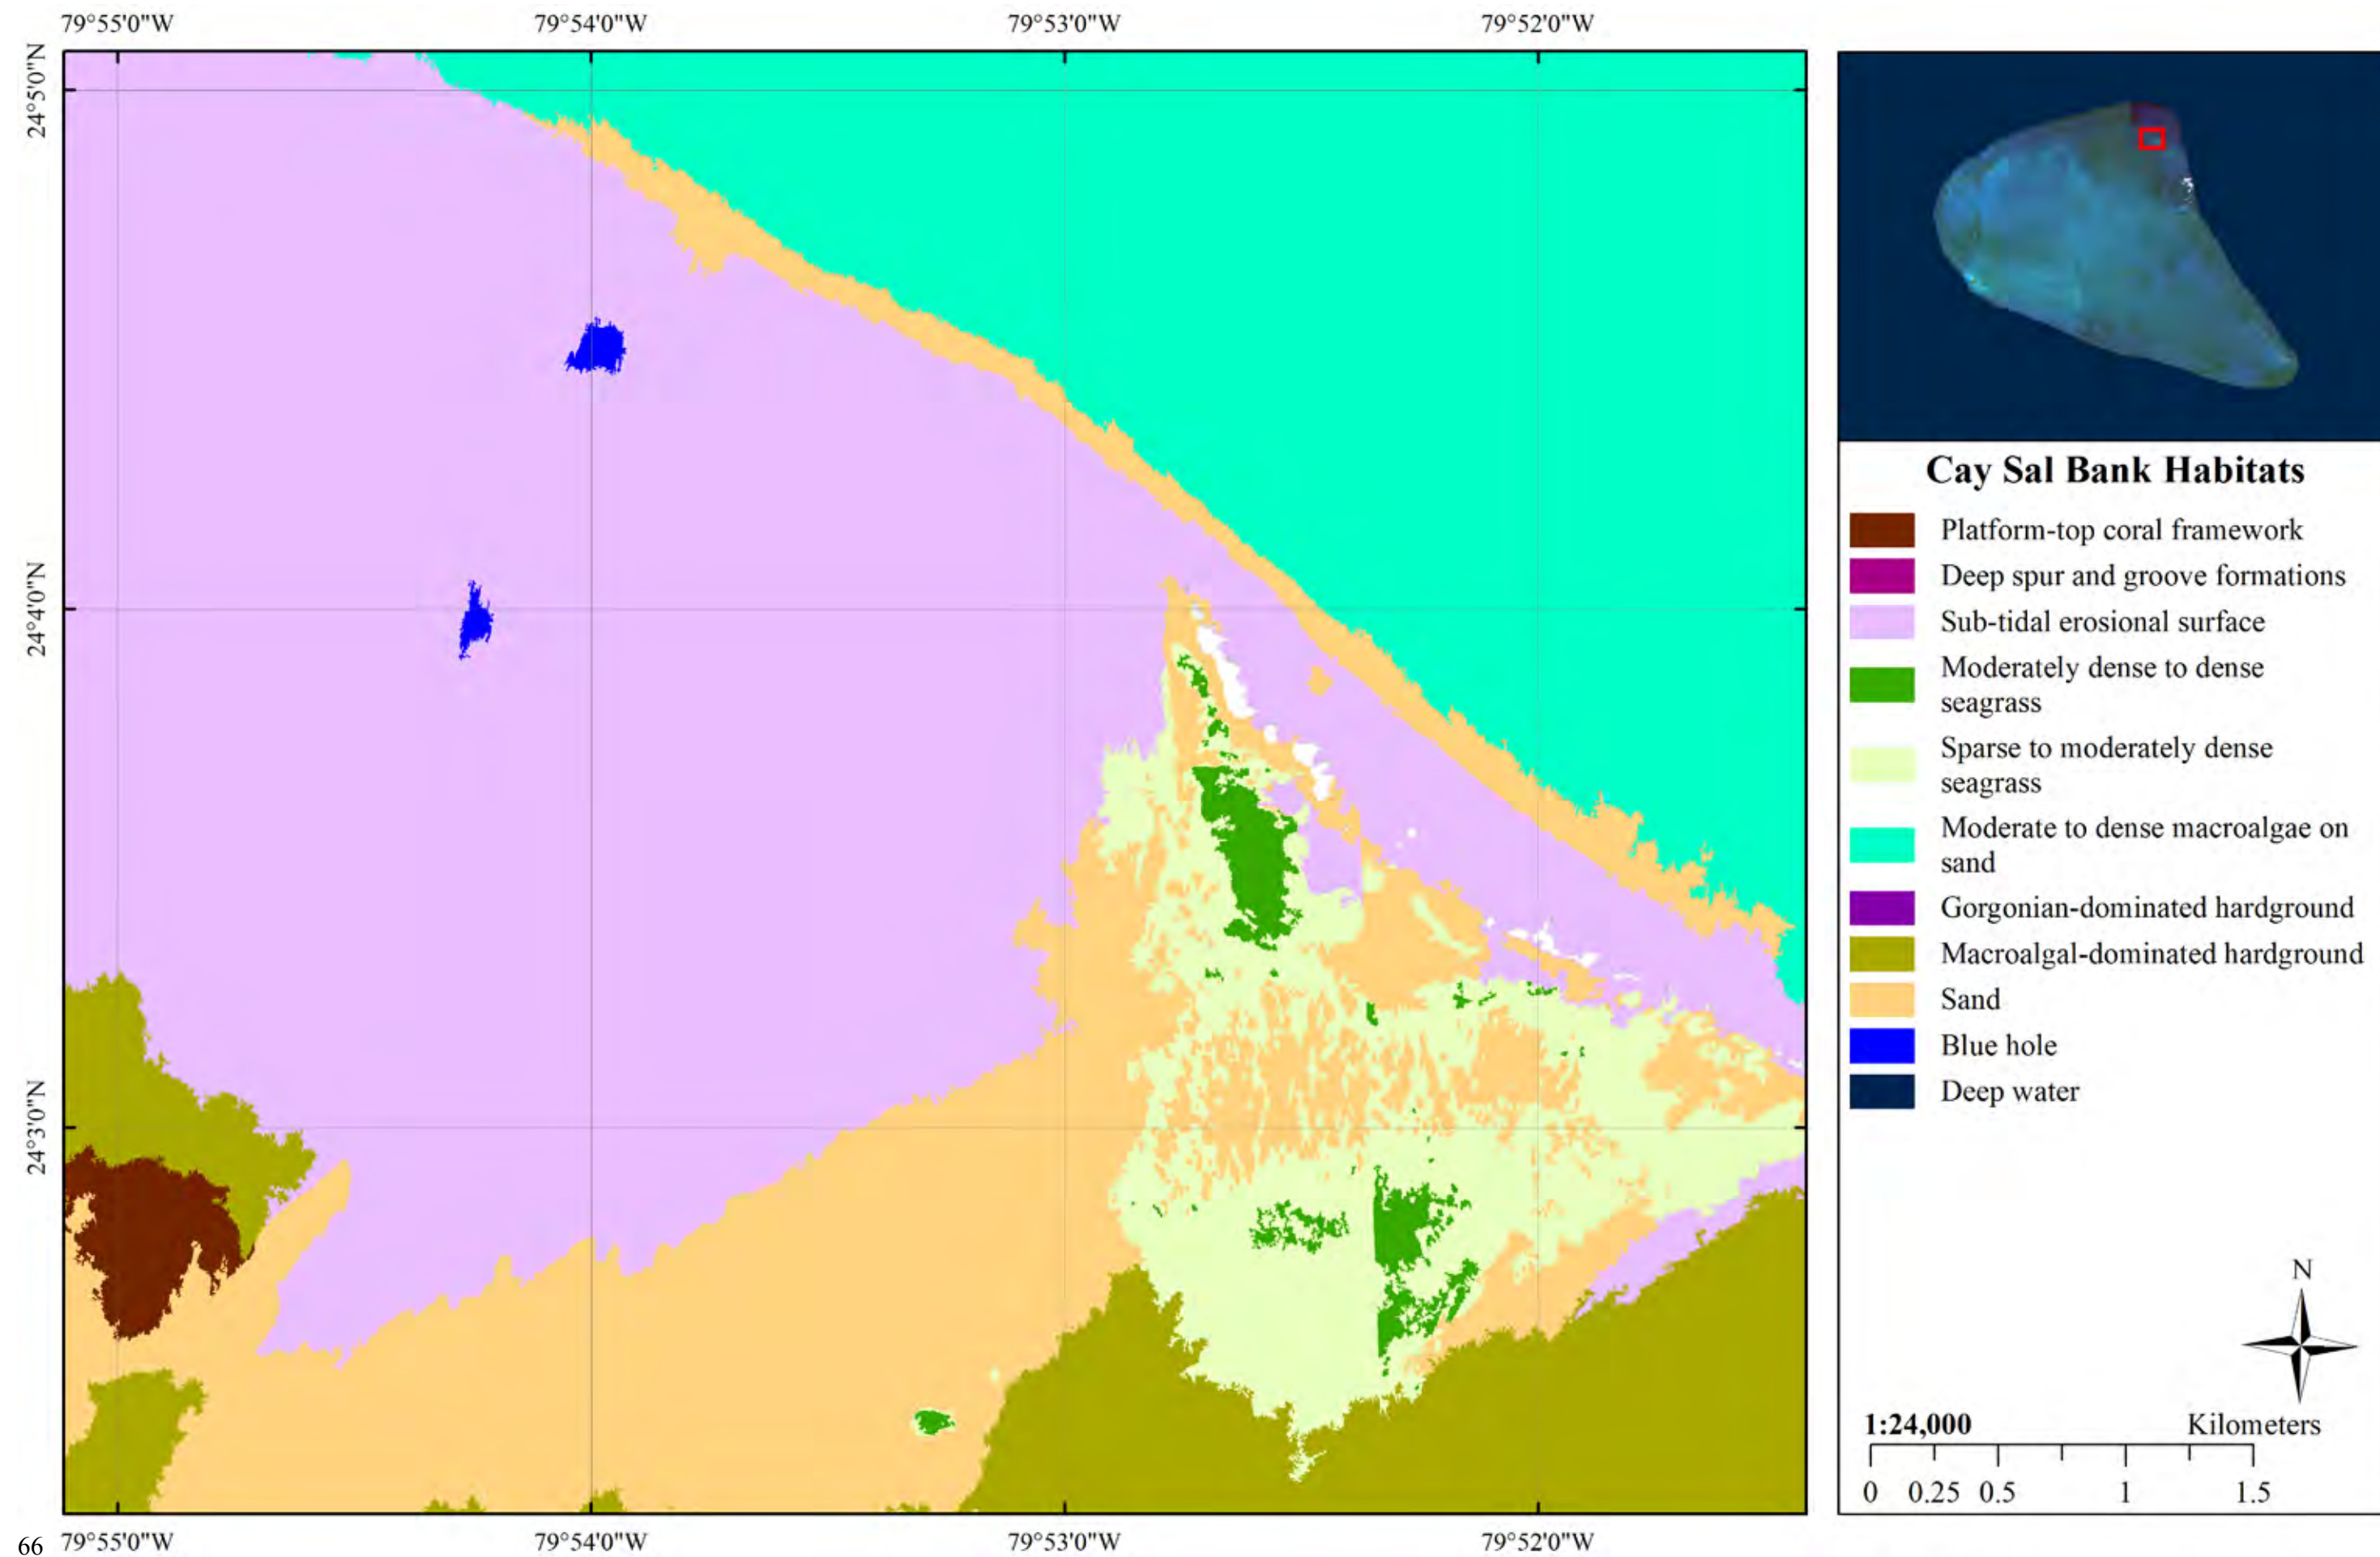 79°55'0"W 79°54'0"W 79°53'0"W 79°52'0"W
24°5'0"N
24°4'0"N
24°3'0"N
Cay Sal Bank Habitats
Platform-top coral framework
Deep spur and groove formations
Sub-tidal erosional surface
Moderately dense to dense
seagrass
Sparse to moderately dense
seagrass
Moderate to dense macroalgae on
sand
Gorgonian-dominated hardground
Macroalgal-dominated hardground
Sand
Blue hole
Deep water
N
1:24,000 Kilometers
0 0.25 0.5 1 1.5
66 79°55'0"W 79°54'0"W 79°53'0"W 79°52'0"W